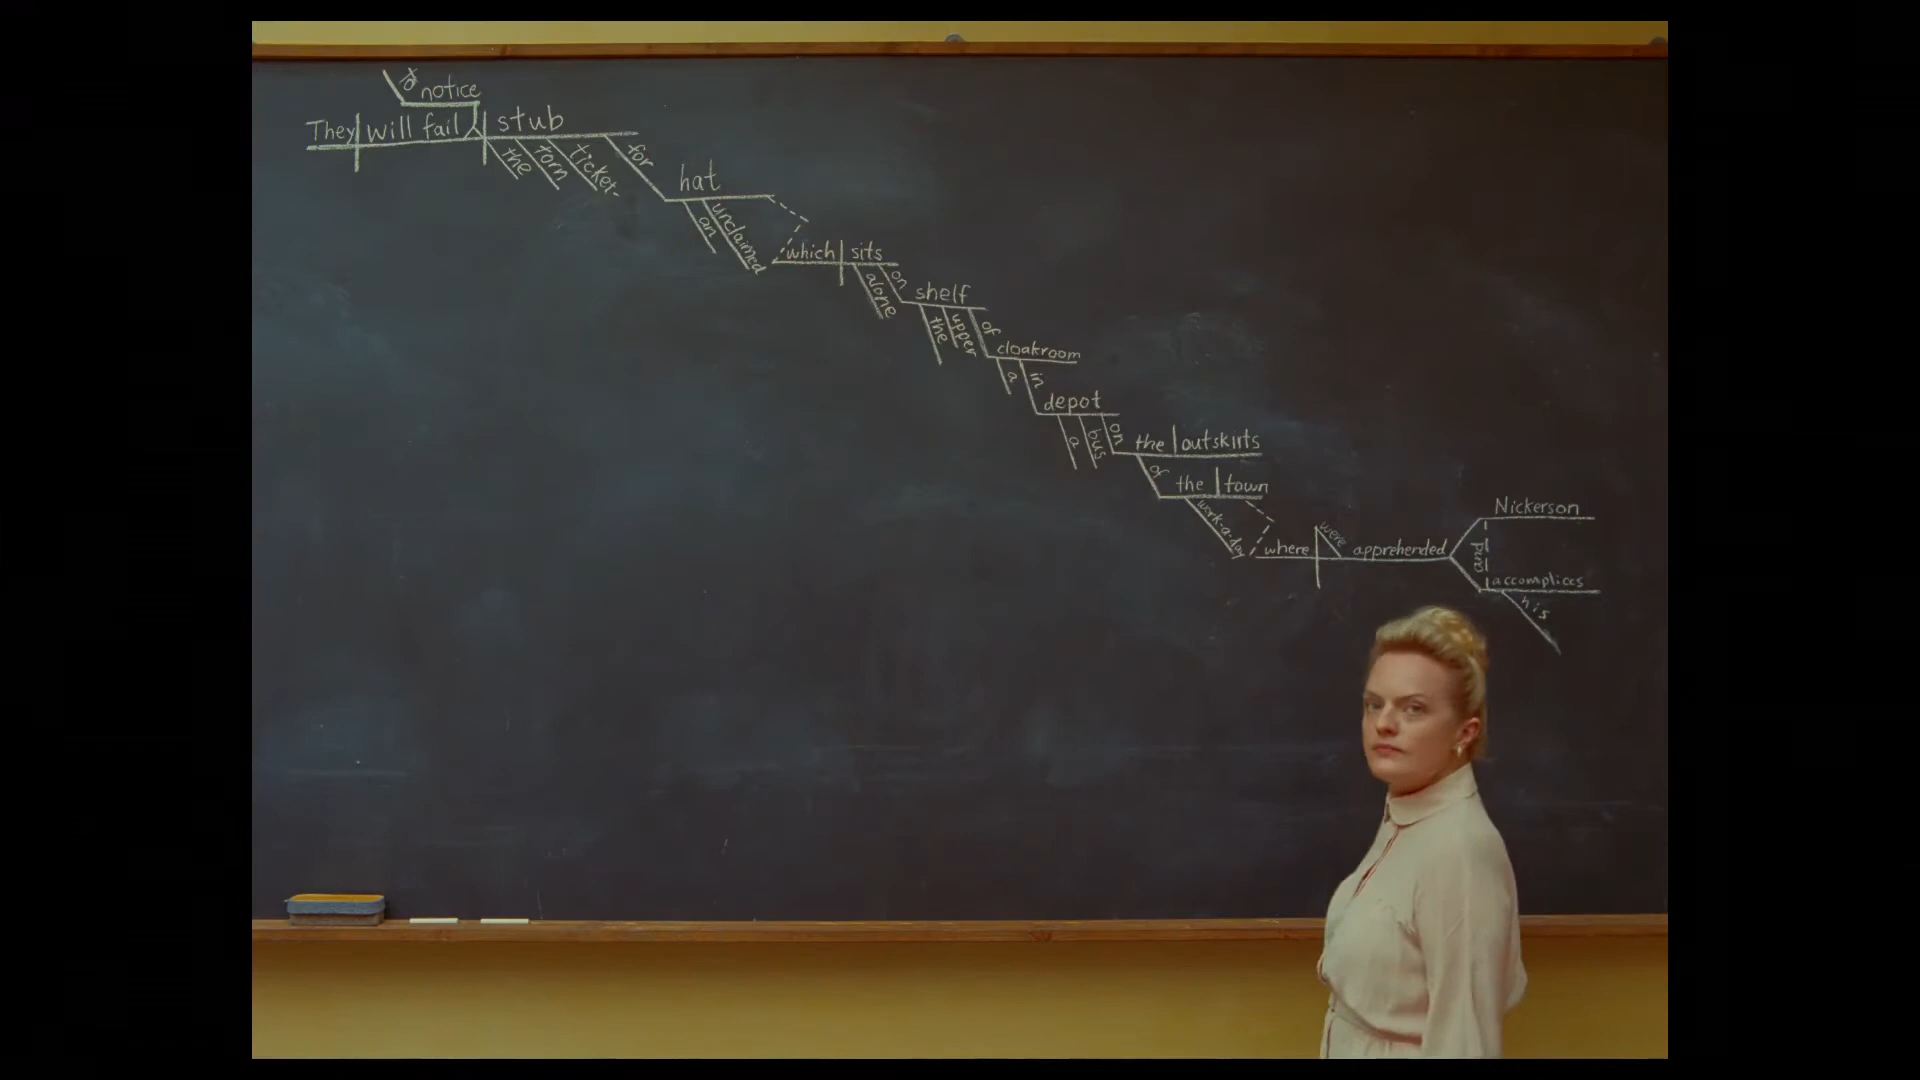 to
notice
They will fail stub
the torn ticket- for
hat
an unclaimed
which sits
alone on
shelf
the upper of
cloakroom
a in
depot
a bus on
the outskirts
of
the town
work-a-day
where were apprehended
Nickerson
and
accomplices
his